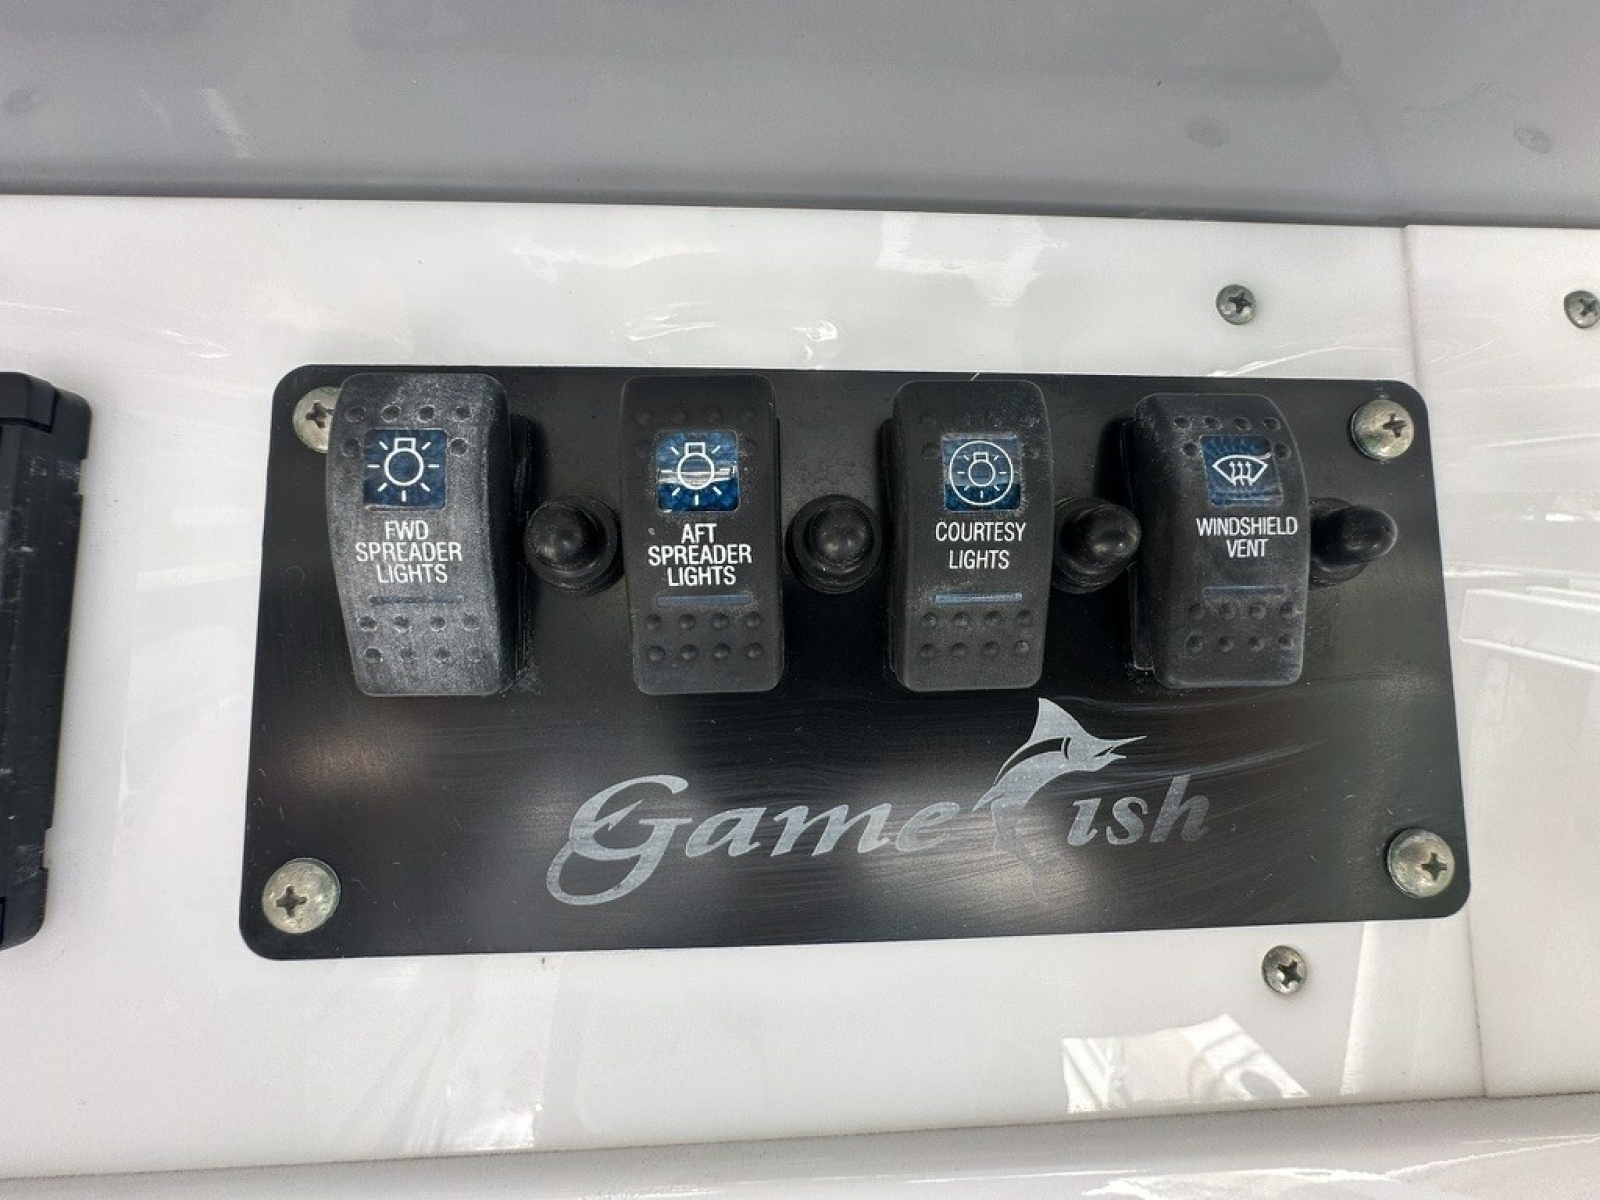 FWD
SPREADER
LIGHTS
AFT
SPREADER
LIGHTS
COURTESY
LIGHTS
WINDSHIELD
VENT
GameFish